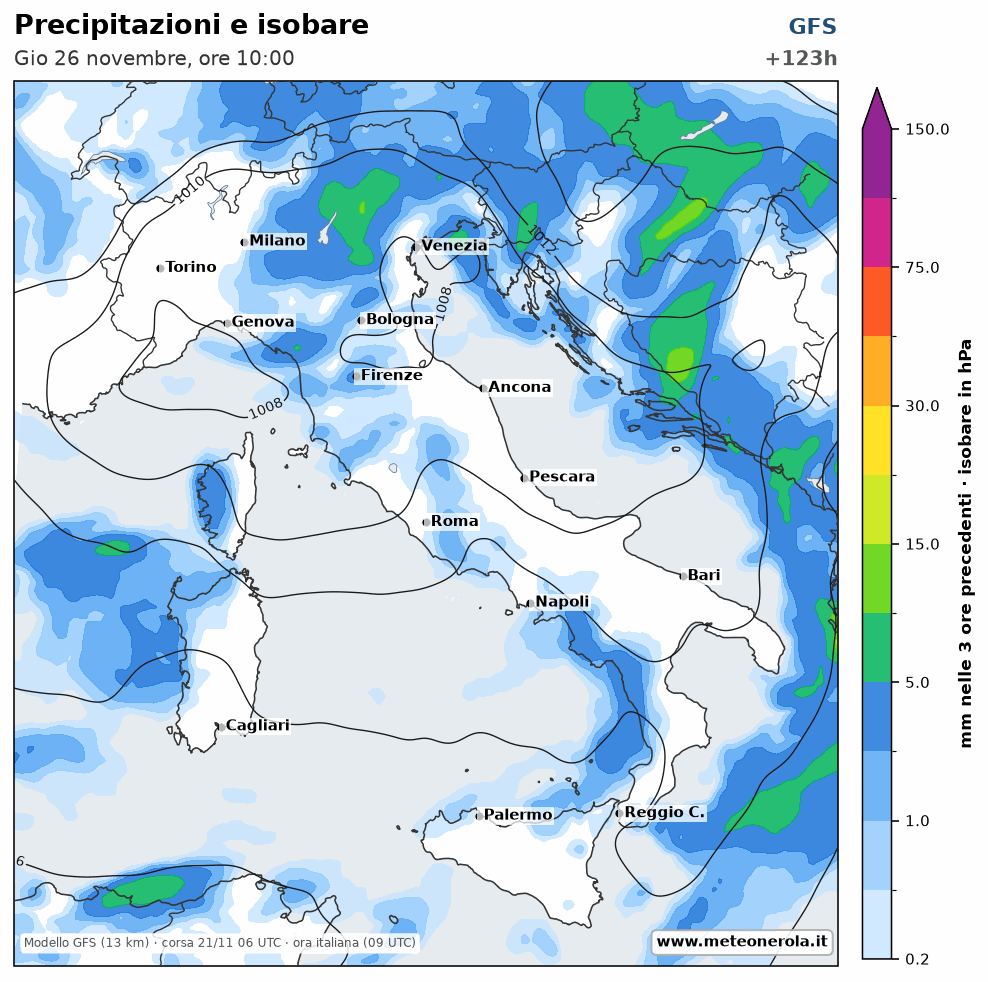 Precipitazioni e isobare
GFS
Gio 26 novembre, ore 10:00
+123h
150.0
75.0
30.0
15.0
5.0
1.0
0.2
mm nelle 3 ore precedenti · isobare in hPa
1010
Milano
Venezia
Torino
1008
Genova
Bologna
Firenze
Ancona
1008
Pescara
Roma
Bari
Napoli
Cagliari
Palermo
Reggio C.
6
Modello GFS (13 km) · corsa 21/11 06 UTC · ora italiana (09 UTC)
www.meteonerola.it